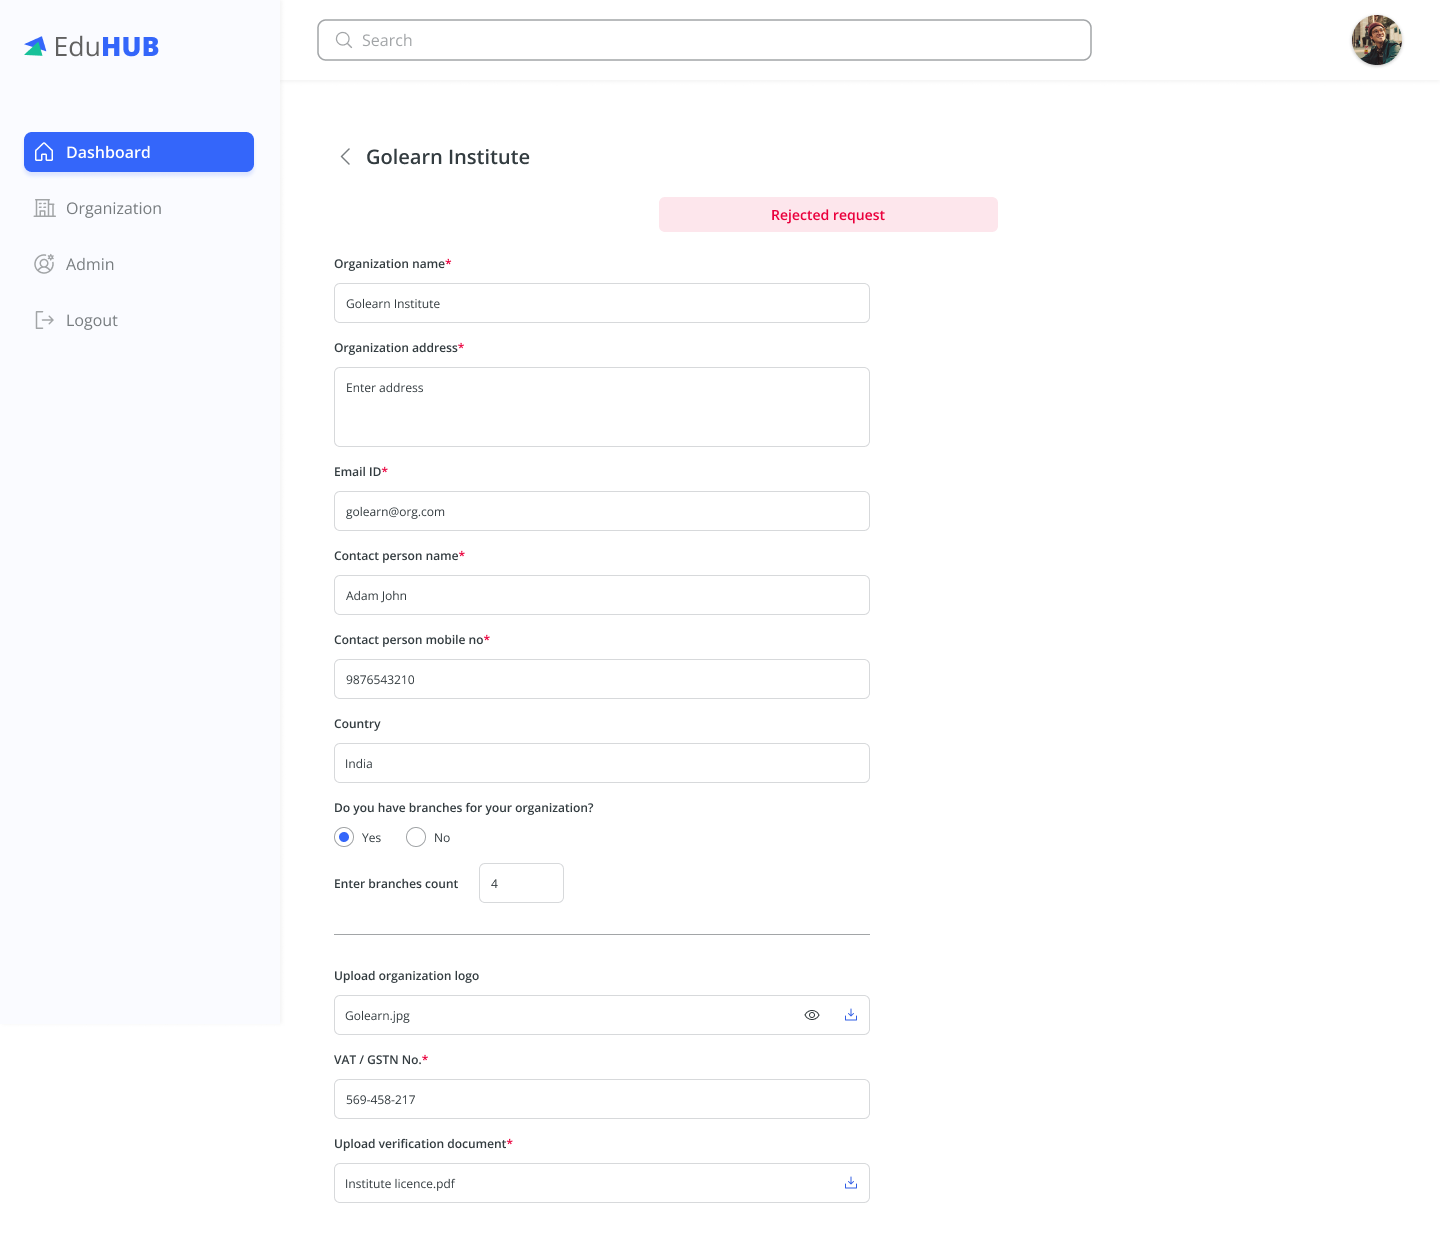 EduHUB
Search
Dashboard
Organization
Admin
Logout
Golearn Institute
Rejected request
Organization name*
Golearn Institute
Organization address*
Enter address
Email ID*
golearn@org.com
Contact person name*
Adam John
Contact person mobile no*
9876543210
Country
India
Do you have branches for your organization?
Yes No
Enter branches count 4
Upload organization logo
Golearn.jpg
VAT / GSTN No.*
569-458-217
Upload verification document*
Institute licence.pdf